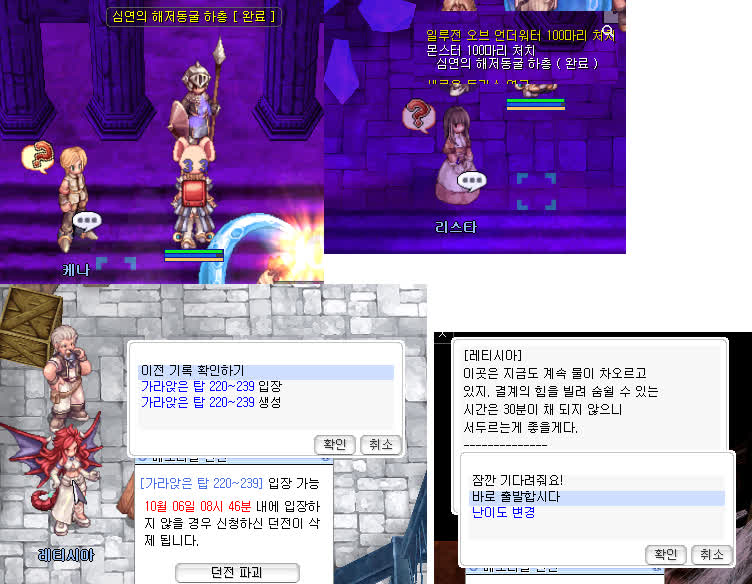 심연의 해저동굴 하층 [ 완료 ]
케나
일루전 오브 언더워터 100마리 처치
몬스터 100마리 처치
심연의 해저동굴 하층 ( 완료 )
리스타
이전 기록 확인하기
가라앉은 탑 220~239 입장
가라앉은 탑 220~239 생성
확인
취소
[가라앉은 탑 220~239] 입장 가능
10월 06일 08시 46분 내에 입장하
지 않을 경우 신청하신 던전이 삭
제 됩니다.
던전 파괴
레티시아
[레티시아]
이곳은 지금도 계속 물이 차오르고
있지. 결계의 힘을 빌려 숨쉴 수 있는
시간은 30분이 채 되지 않으니
서두르는게 좋을게다.
--------------
잠깐 기다려줘요!
바로 출발합시다
난이도 변경
확인
취소